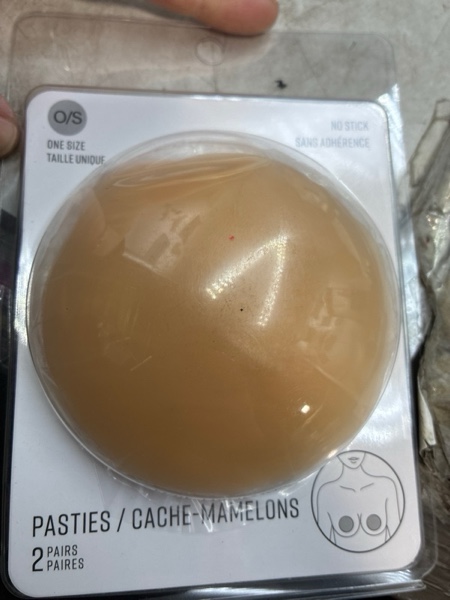 O/S
ONE SIZE
TAILLE UNIQUE
NO STICK
SANS ADHÉRENCE
PASTIES / CACHE-MAMELONS
2 PAIRS
PAIRES